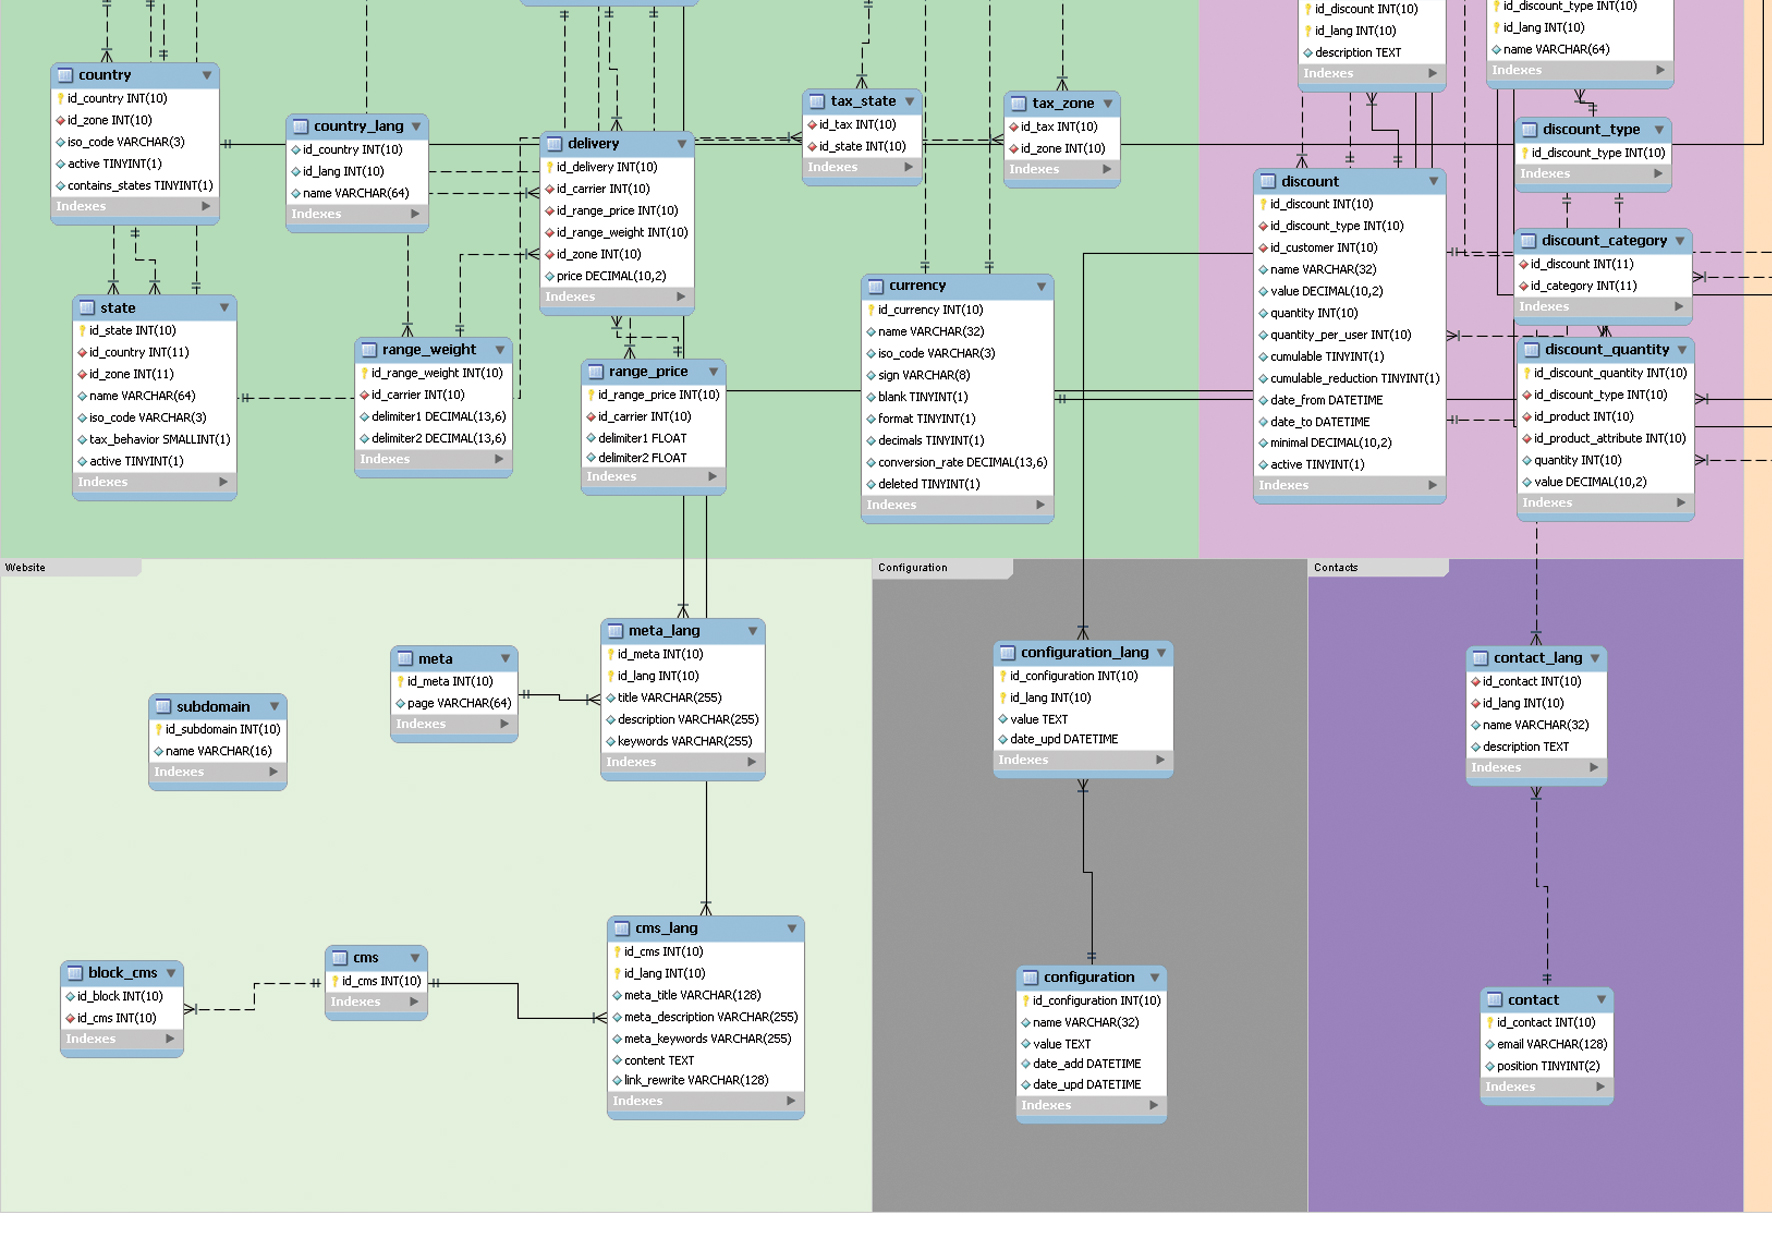 country
id_country INT(10)
id_zone INT(10)
iso_code VARCHAR(3)
active TINYINT(1)
contains_states TINYINT(1)
Indexes
country_lang
id_country INT(10)
id_lang INT(10)
name VARCHAR(64)
Indexes
delivery
id_delivery INT(10)
id_carrier INT(10)
id_range_price INT(10)
id_range_weight INT(10)
id_zone INT(10)
price DECIMAL(10,2)
Indexes
tax_state
id_tax INT(10)
id_state INT(10)
Indexes
tax_zone
id_tax INT(10)
id_zone INT(10)
Indexes
id_discount INT(10)
id_lang INT(10)
description TEXT
Indexes
id_discount_type INT(10)
id_lang INT(10)
name VARCHAR(64)
Indexes
discount_type
id_discount_type INT(10)
Indexes
state
id_state INT(10)
id_country INT(11)
id_zone INT(11)
name VARCHAR(64)
iso_code VARCHAR(3)
tax_behavior SMALLINT(1)
active TINYINT(1)
Indexes
range_weight
id_range_weight INT(10)
id_carrier INT(10)
delimiter1 DECIMAL(13,6)
delimiter2 DECIMAL(13,6)
Indexes
range_price
id_range_price INT(10)
id_carrier INT(10)
delimiter1 FLOAT
delimiter2 FLOAT
Indexes
currency
id_currency INT(10)
name VARCHAR(32)
iso_code VARCHAR(3)
sign VARCHAR(8)
blank TINYINT(1)
format TINYINT(1)
decimals TINYINT(1)
conversion_rate DECIMAL(13,6)
deleted TINYINT(1)
Indexes
discount
id_discount INT(10)
id_discount_type INT(10)
id_customer INT(10)
name VARCHAR(32)
value DECIMAL(10,2)
quantity INT(10)
quantity_per_user INT(10)
cumulable TINYINT(1)
cumulable_reduction TINYINT(1)
date_from DATETIME
date_to DATETIME
minimal DECIMAL(10,2)
active TINYINT(1)
Indexes
discount_category
id_discount INT(11)
id_category INT(11)
Indexes
discount_quantity
id_discount_quantity INT(10)
id_discount_type INT(10)
id_product INT(10)
id_product_attribute INT(10)
quantity INT(10)
value DECIMAL(10,2)
Indexes
Website
subdomain
id_subdomain INT(10)
name VARCHAR(16)
Indexes
meta
id_meta INT(10)
page VARCHAR(64)
Indexes
meta_lang
id_meta INT(10)
id_lang INT(10)
title VARCHAR(255)
description VARCHAR(255)
keywords VARCHAR(255)
Indexes
block_cms
id_block INT(10)
id_cms INT(10)
Indexes
cms
id_cms INT(10)
Indexes
cms_lang
id_cms INT(10)
id_lang INT(10)
meta_title VARCHAR(128)
meta_description VARCHAR(255)
meta_keywords VARCHAR(255)
content TEXT
link_rewrite VARCHAR(128)
Indexes
Configuration
configuration_lang
id_configuration INT(10)
id_lang INT(10)
value TEXT
date_upd DATETIME
Indexes
configuration
id_configuration INT(10)
name VARCHAR(32)
value TEXT
date_add DATETIME
date_upd DATETIME
Indexes
Contacts
contact_lang
id_contact INT(10)
id_lang INT(10)
name VARCHAR(32)
description TEXT
Indexes
contact
id_contact INT(10)
email VARCHAR(128)
position TINYINT(2)
Indexes